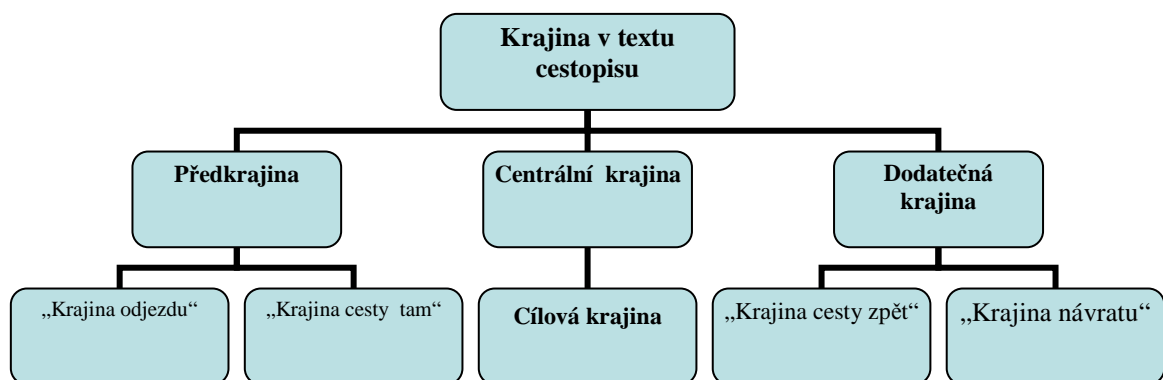 Krajina v textu
cestopisu
Předkrajina
Centrální krajina
Dodatečná
krajina
„Krajina odjezdu“
„Krajina cesty tam“
Cílová krajina
„Krajina cesty zpět“
„Krajina návratu“